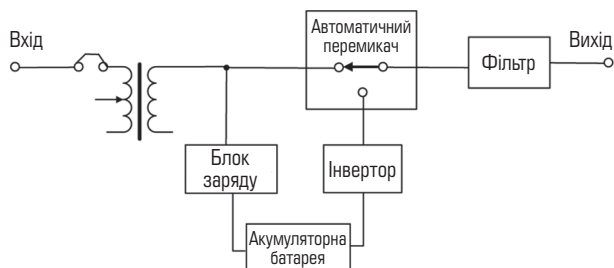 Вхід
Автоматичний
перемикач
Фільтр
Вихід
Блок
заряду
Інвертор
Акумуляторна
батарея